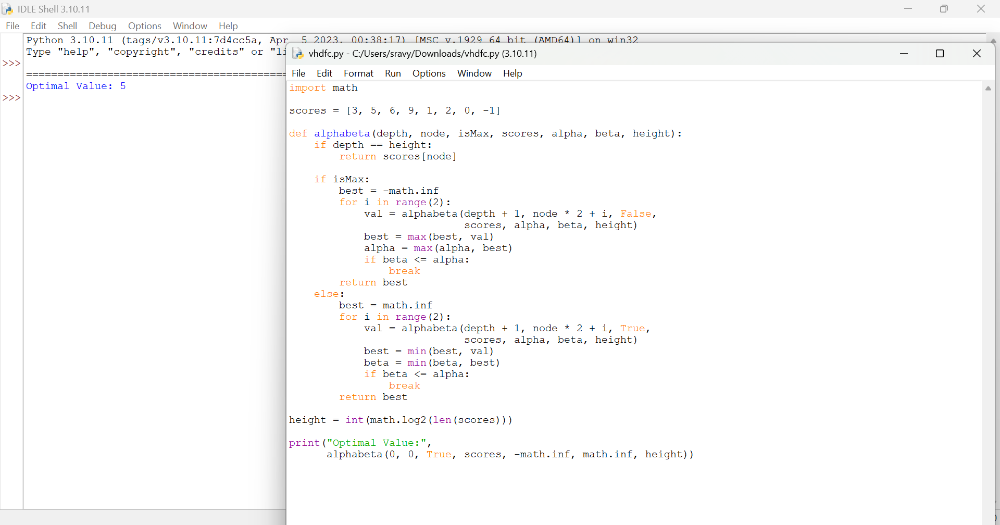 IDLE Shell 3.10.11
File Edit Shell Debug Options Window Help
Python 3.10.11 (tags/v3.10.11:7d4cc5a, Apr  5 2023, 00:38:17) [MSC v.1929 64 bit (AMD64)] on win32
Type "help", "copyright", "credits" or "li
>>>
==========================================
Optimal Value: 5
>>>
vhdfc.py - C:/Users/sravy/Downloads/vhdfc.py (3.10.11)
File Edit Format Run Options Window Help
import math
scores = [3, 5, 6, 9, 1, 2, 0, -1]
def alphabeta(depth, node, isMax, scores, alpha, beta, height):
    if depth == height:
        return scores[node]
    if isMax:
        best = -math.inf
        for i in range(2):
            val = alphabeta(depth + 1, node * 2 + i, False,
                            scores, alpha, beta, height)
            best = max(best, val)
            alpha = max(alpha, best)
            if beta <= alpha:
                break
        return best
    else:
        best = math.inf
        for i in range(2):
            val = alphabeta(depth + 1, node * 2 + i, True,
                            scores, alpha, beta, height)
            best = min(best, val)
            beta = min(beta, best)
            if beta <= alpha:
                break
        return best
height = int(math.log2(len(scores)))
print("Optimal Value:",
      alphabeta(0, 0, True, scores, -math.inf, math.inf, height))